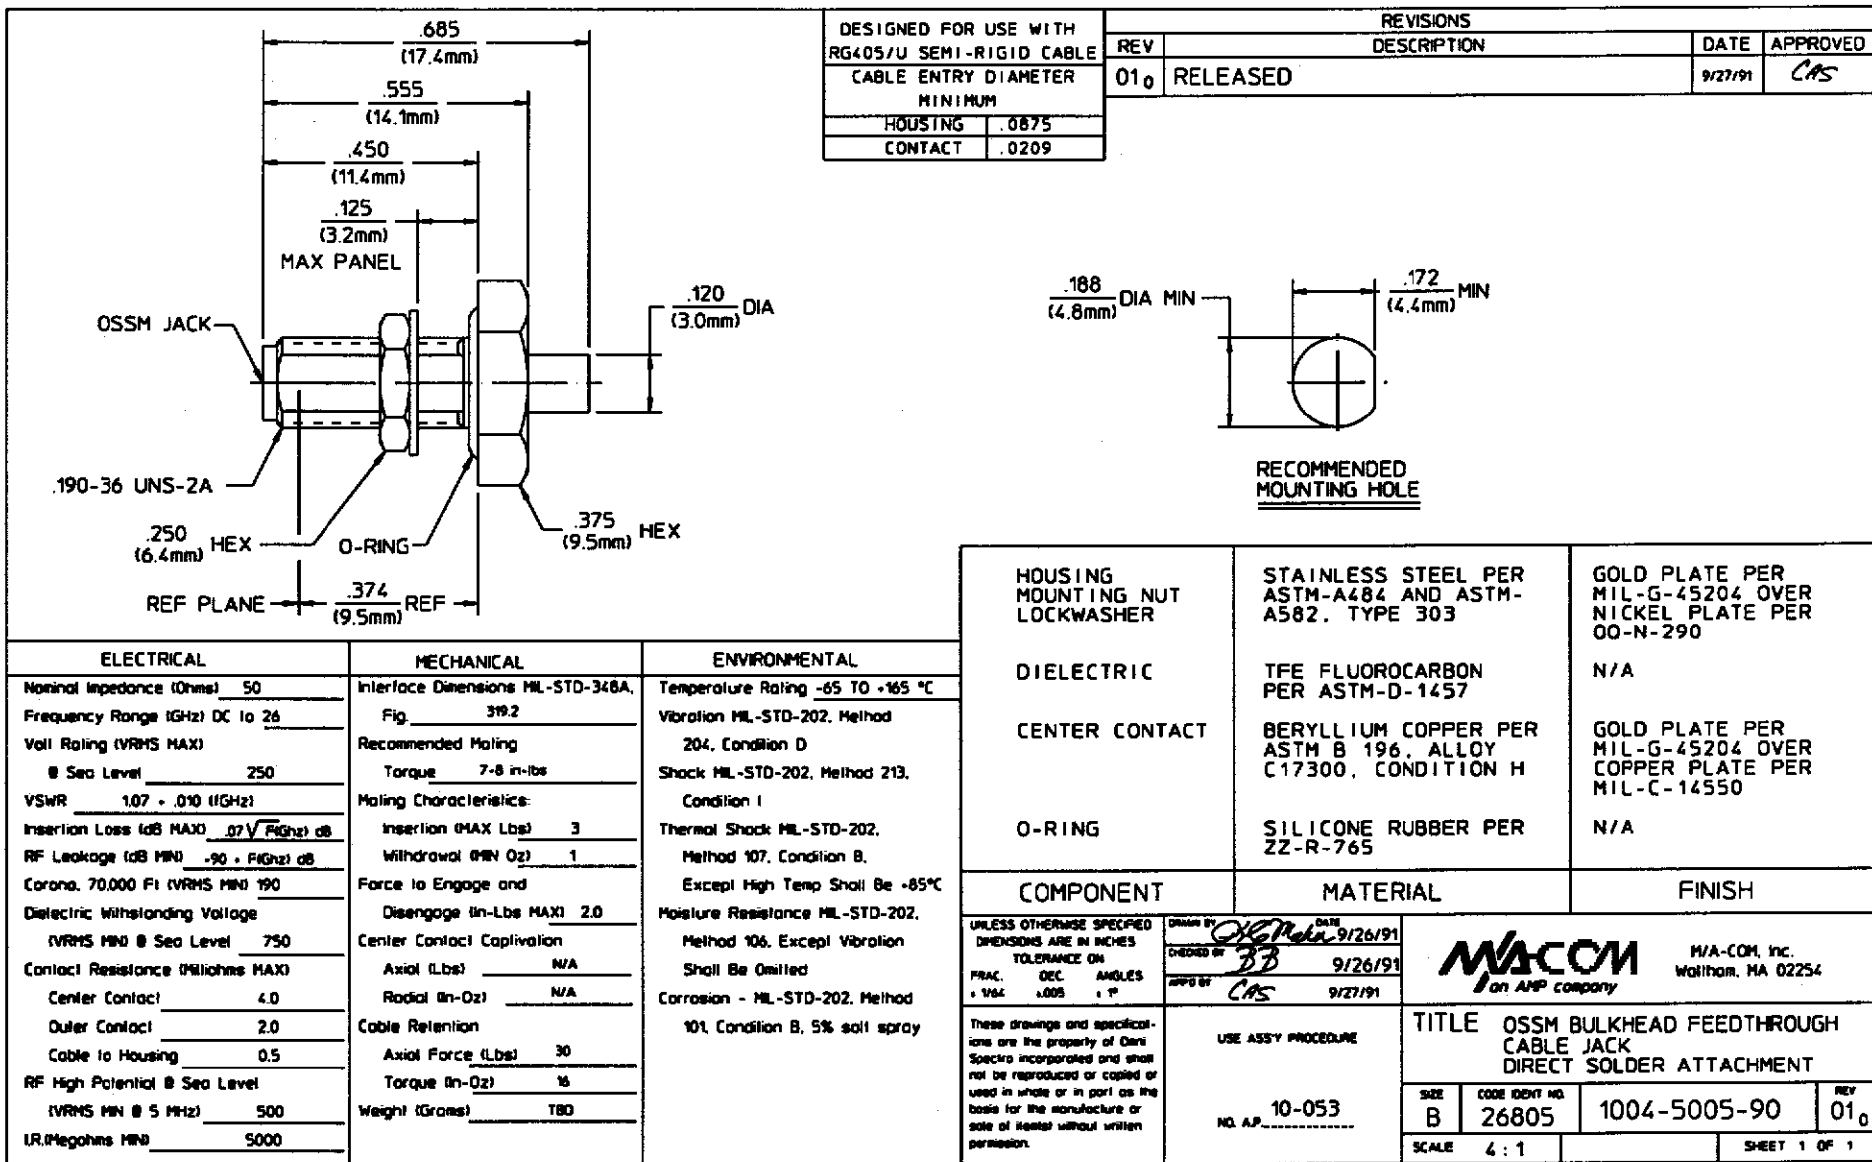 .685
(17.4mm)
.555
(14.1mm)
.450
(11.4mm)
.125
(3.2mm)
MAX PANEL
OSSM JACK
.120
(3.0mm) DIA
.190-36 UNS-2A
.250
(6.4mm) HEX
O-RING
.375
(9.5mm) HEX
REF PLANE
.374
(9.5mm) REF
DESIGNED FOR USE WITH
RG405/U SEMI-RIGID CABLE
CABLE ENTRY DIAMETER
MINIMUM
HOUSING .0875
CONTACT .0209
REVISIONS
REV DESCRIPTION DATE APPROVED
01 0 RELEASED 9/27/91 CAS
.188
(4.8mm) DIA MIN
.172
(4.4mm) MIN
RECOMMENDED
MOUNTING HOLE
ELECTRICAL
Nominal Impedance (Ohms) 50
Frequency Range (GHz) DC to 26
Volt Rating (VRMS MAX)
@ Sea Level 250
VSWR 1.07 + .010 (fGHz)
Insertion Loss (dB MAX) .07√F(Ghz) dB
RF Leakage (dB MIN) -90 + F(Ghz) dB
Corona, 70,000 Ft (VRMS MIN) 190
Dielectric Withstanding Voltage
(VRMS MIN) @ Sea Level 750
Contact Resistance (Milliohms MAX)
Center Contact 4.0
Outer Contact 2.0
Cable to Housing 0.5
RF High Potential @ Sea Level
(VRMS MIN @ 5 MHz) 500
I.R.(Megohms MIN) 5000
MECHANICAL
Interface Dimensions MIL-STD-348A,
Fig. 319.2
Recommended Mating
Torque 7-8 in-lbs
Mating Characteristics:
Insertion (MAX Lbs) 3
Withdrawal (MIN Oz) 1
Force to Engage and
Disengage (In-Lbs MAX) 2.0
Center Contact Captivation
Axial (Lbs) N/A
Radial (In-Oz) N/A
Cable Retention
Axial Force (Lbs) 30
Torque (In-Oz) 16
Weight (Grams) TBD
ENVIRONMENTAL
Temperature Rating -65 TO +165 °C
Vibration MIL-STD-202, Method
204, Condition D
Shock MIL-STD-202, Method 213,
Condition I
Thermal Shock MIL-STD-202,
Method 107, Condition B,
Except High Temp Shall Be +85°C
Moisture Resistance MIL-STD-202,
Method 106, Except Vibration
Shall Be Omitted
Corrosion - MIL-STD-202, Method
101, Condition B, 5% salt spray
HOUSING
MOUNTING NUT
LOCKWASHER
STAINLESS STEEL PER
ASTM-A484 AND ASTM-
A582, TYPE 303
GOLD PLATE PER
MIL-G-45204 OVER
NICKEL PLATE PER
QQ-N-290
DIELECTRIC
TFE FLUOROCARBON
PER ASTM-D-1457
N/A
CENTER CONTACT
BERYLLIUM COPPER PER
ASTM B 196, ALLOY
C17300, CONDITION H
GOLD PLATE PER
MIL-G-45204 OVER
COPPER PLATE PER
MIL-C-14550
O-RING
SILICONE RUBBER PER
ZZ-R-765
N/A
COMPONENT MATERIAL FINISH
UNLESS OTHERWISE SPECIFIED
DIMENSIONS ARE IN INCHES
TOLERANCE ON
FRAC. DEC. ANGLES
± 1/64 ±.005 ± 1°
These drawings and specificat-
ions are the property of Omni
Spectra incorporated and shall
not be reproduced or copied or
used in whole or in part as the
basis for the manufacture or
sale of item(s) without written
permission.
DRAWN BY DATE 9/26/91
CHECKED BY BB 9/26/91
APP'D BY CAS 9/27/91
USE ASS'Y PROCEDURE
NO. A.P. 10-053
M/A-COM
an AMP company
M/A-COM, Inc.
Waltham, MA 02254
TITLE OSSM BULKHEAD FEEDTHROUGH
CABLE JACK
DIRECT SOLDER ATTACHMENT
SIZE B
CODE IDENT NO. 26805
1004-5005-90
REV 01 0
SCALE 4:1
SHEET 1 OF 1